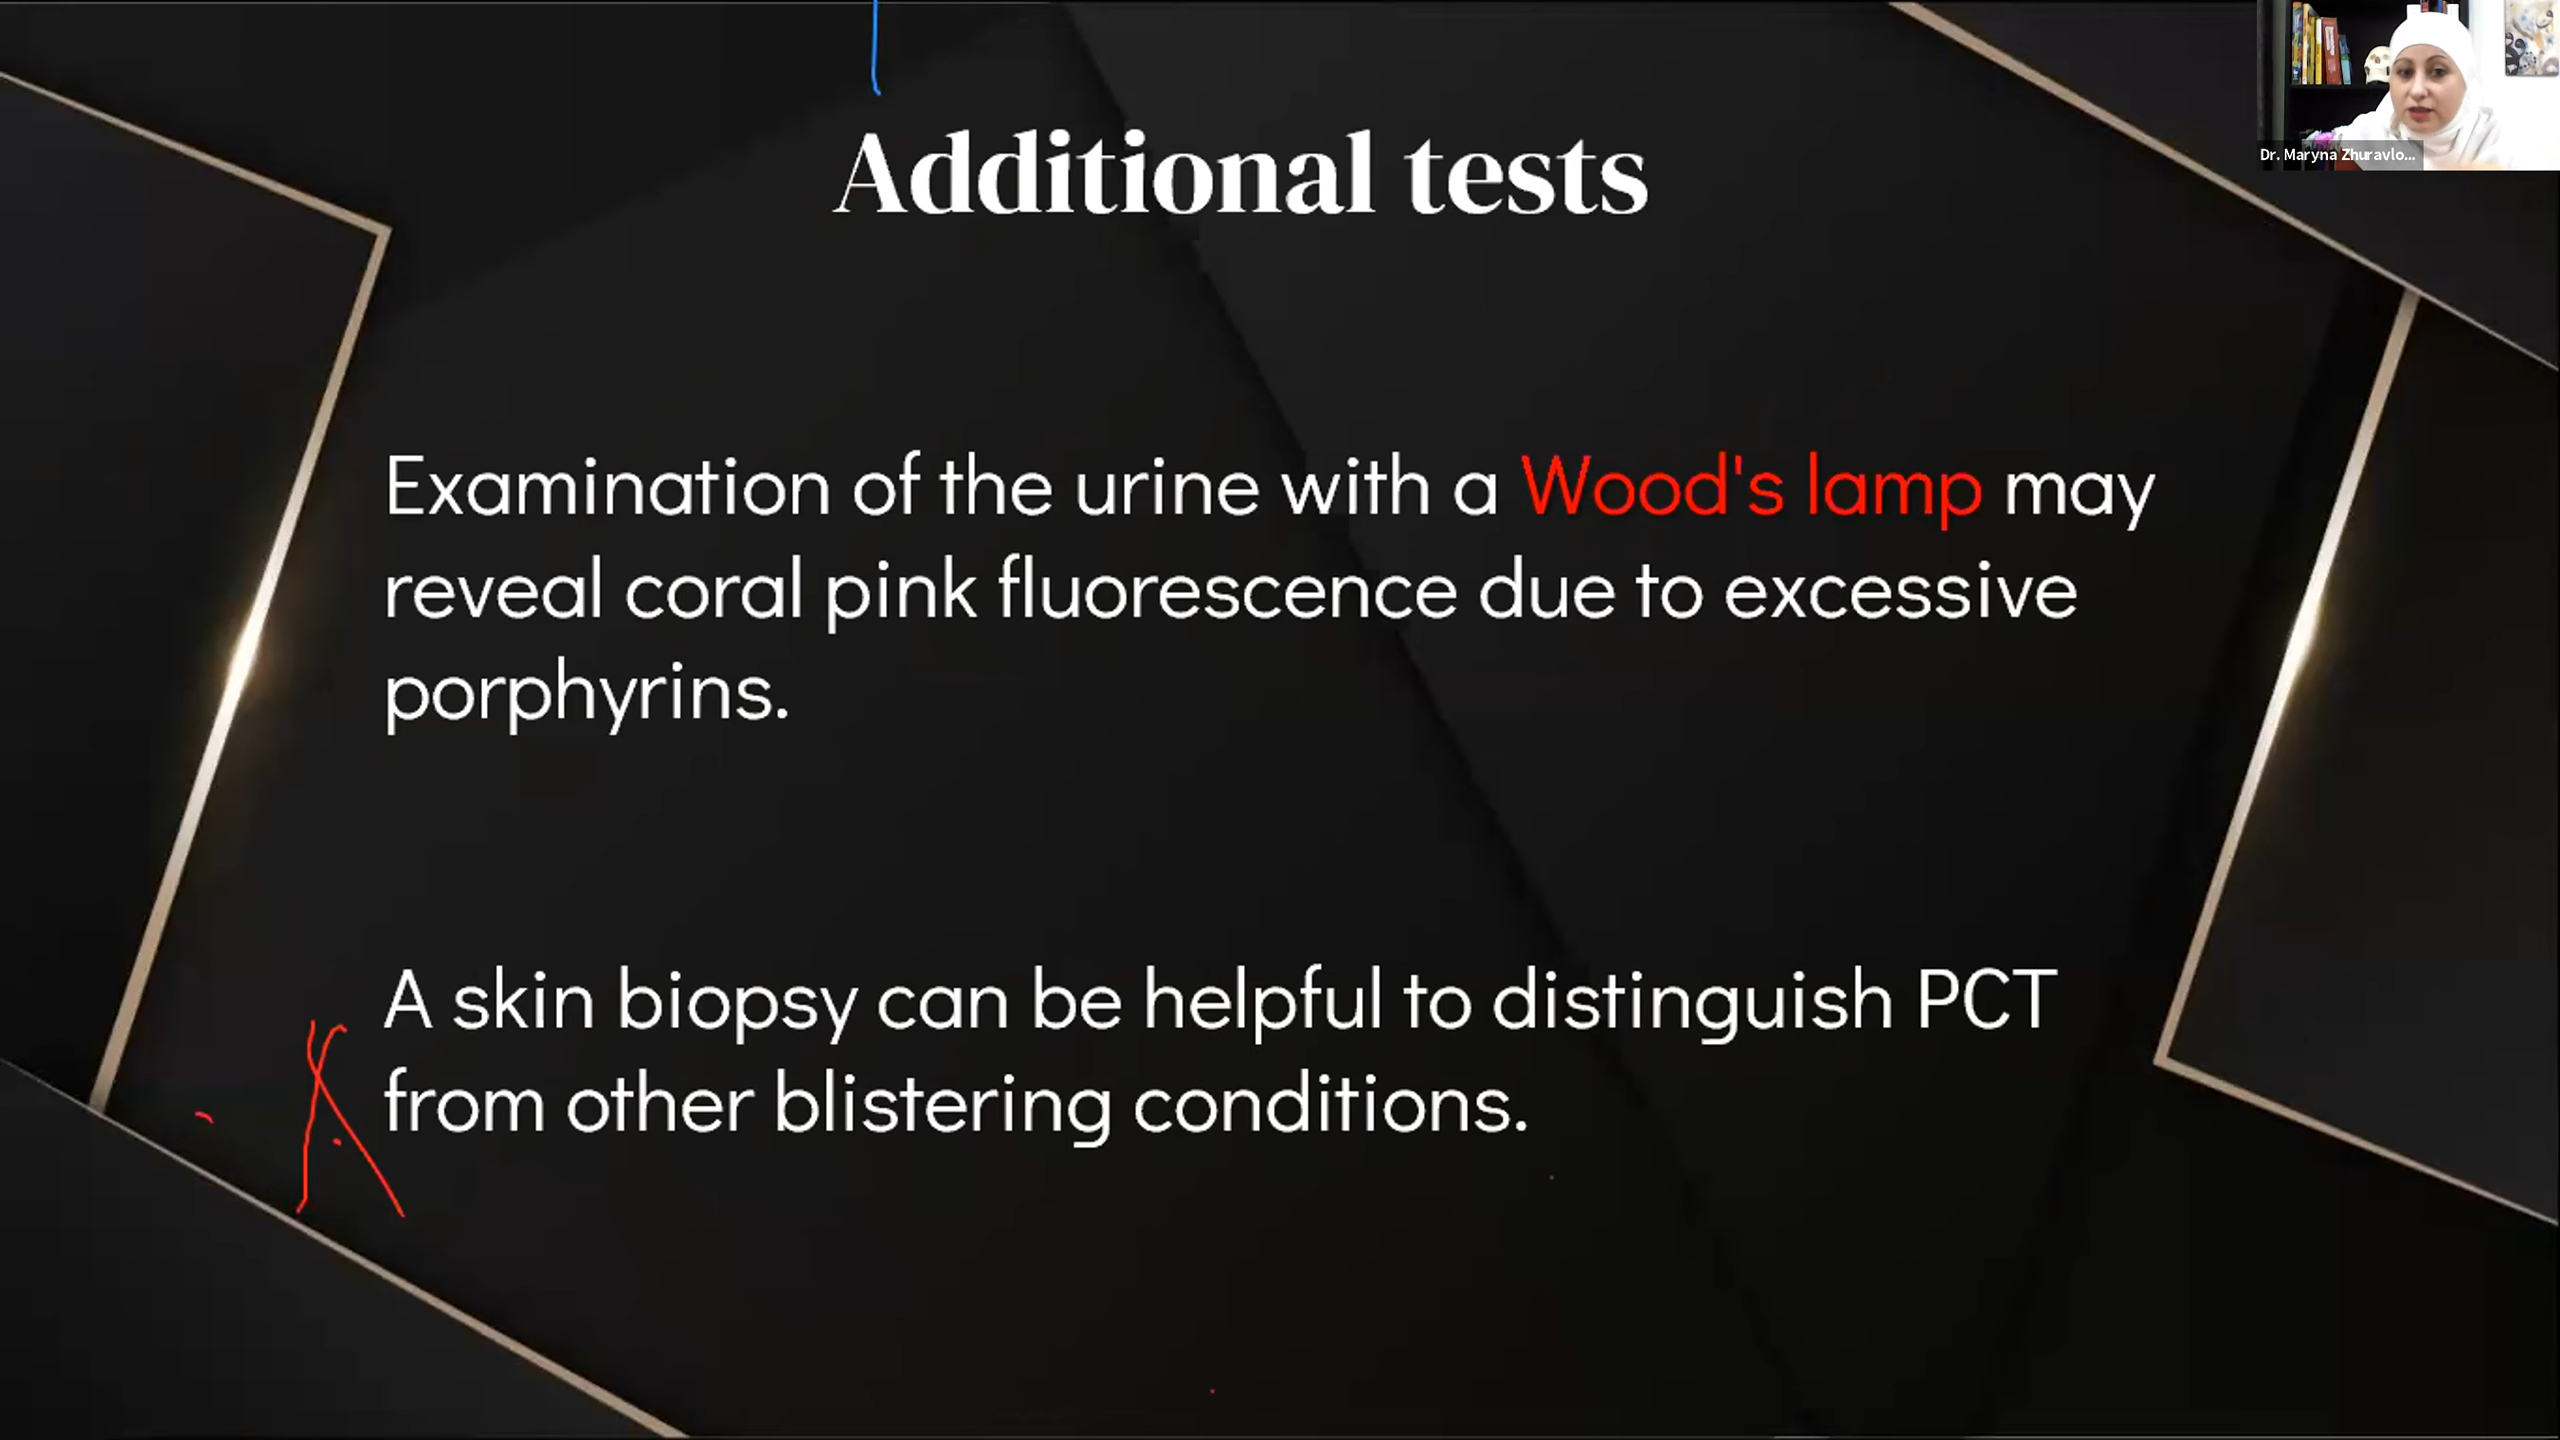 Dr. Maryna Zhuravlo...
Additional tests
Examination of the urine with a Wood's lamp may
reveal coral pink fluorescence due to excessive
porphyrins.
A skin biopsy can be helpful to distinguish PCT
from other blistering conditions.